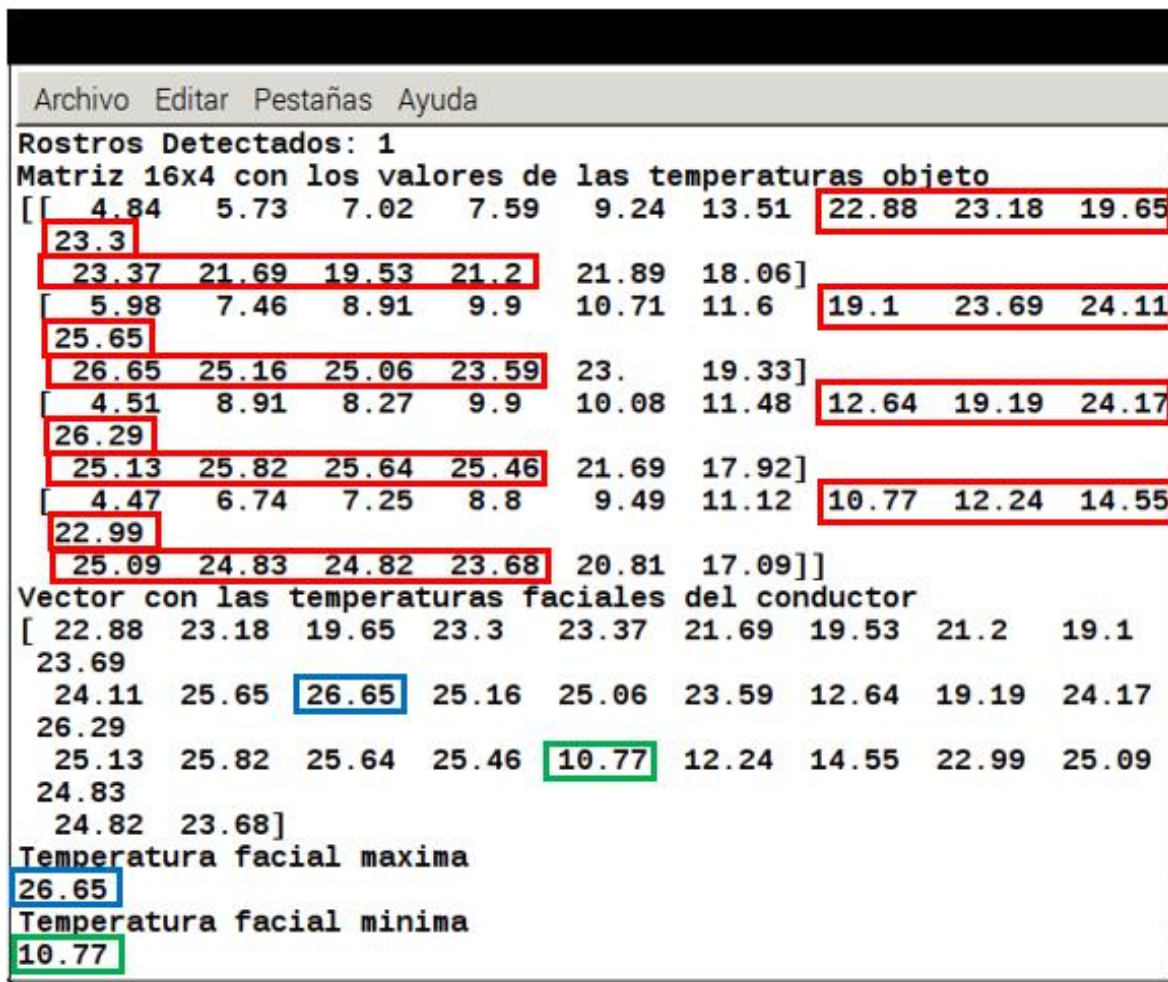 Archivo Editar Pestañas Ayuda
Rostros Detectados: 1
Matriz 16x4 con los valores de las temperaturas objeto
[[ 4.84 5.73 7.02 7.59 9.24 13.51 22.88 23.18 19.65
23.3
23.37 21.69 19.53 21.2 21.89 18.06]
[ 5.98 7.46 8.91 9.9 10.71 11.6 19.1 23.69 24.11
25.65
26.65 25.16 25.06 23.59 23. 19.33]
[ 4.51 8.91 8.27 9.9 10.08 11.48 12.64 19.19 24.17
26.29
25.13 25.82 25.64 25.46 21.69 17.92]
[ 4.47 6.74 7.25 8.8 9.49 11.12 10.77 12.24 14.55
22.99
25.09 24.83 24.82 23.68 20.81 17.09]]
Vector con las temperaturas faciales del conductor
[ 22.88 23.18 19.65 23.3 23.37 21.69 19.53 21.2 19.1
23.69
24.11 25.65 26.65 25.16 25.06 23.59 12.64 19.19 24.17
26.29
25.13 25.82 25.64 25.46 10.77 12.24 14.55 22.99 25.09
24.83
24.82 23.68]
Temperatura facial maxima
26.65
Temperatura facial minima
10.77